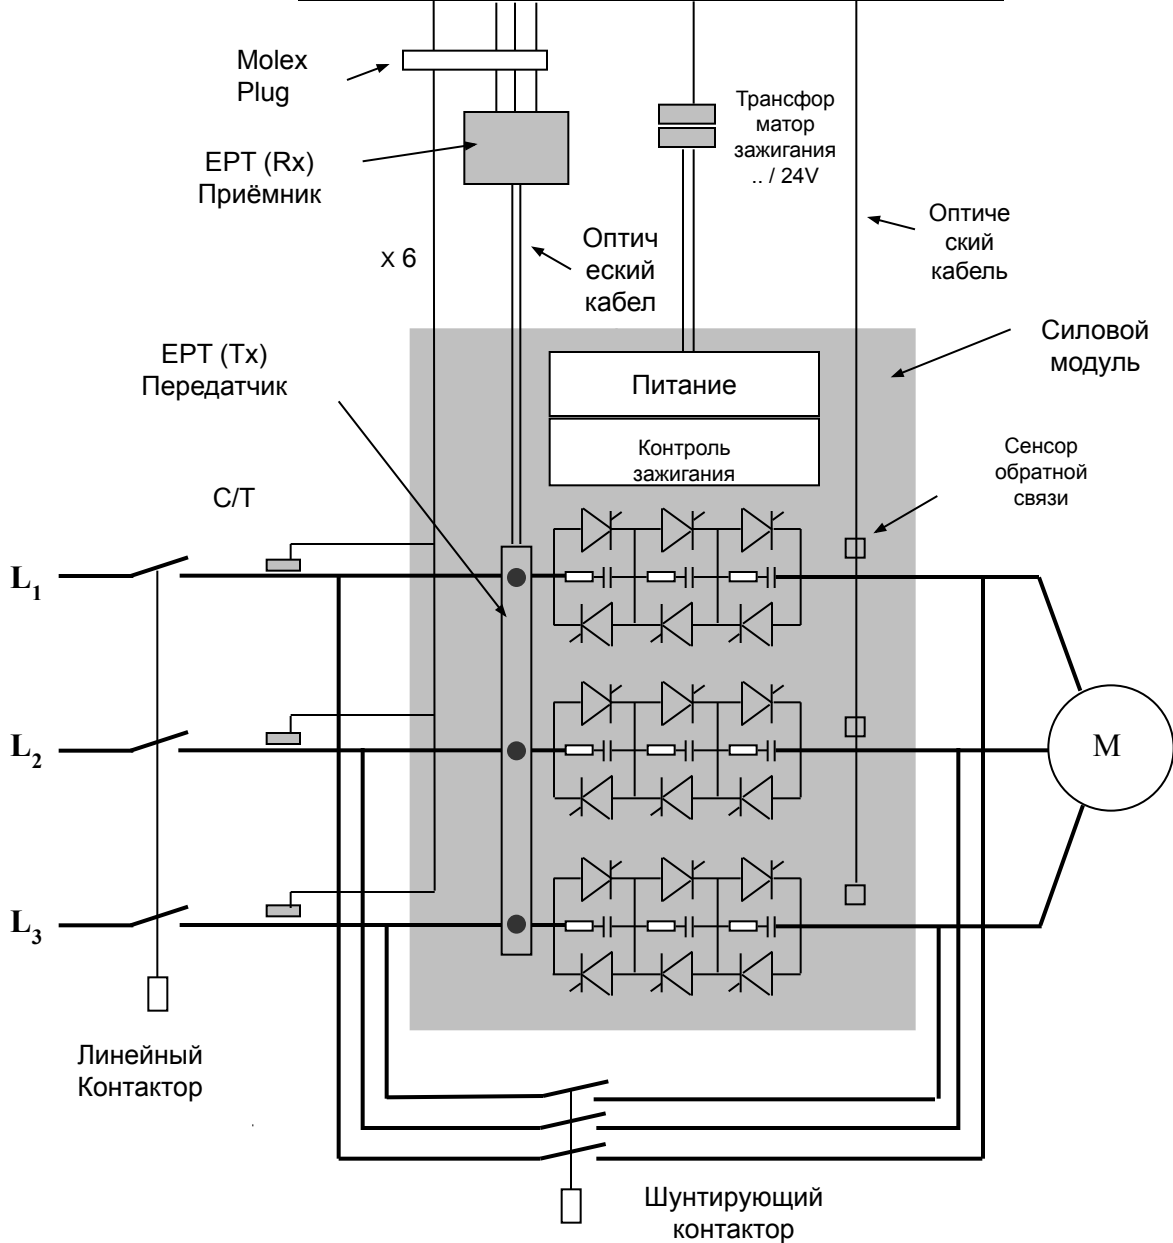 Molex
Plug
Трансфор
матор
зажигания
.. / 24V
EPT (Rx)
Приёмник
Оптиче
ский
кабель
X 6
Оптич
еский
кабел
Силовой
модуль
EPT (Tx)
Передатчик
Питание
Контроль
зажигания
Сенсор
обратной
связи
C/T
L1
L2
M
L3
Линейный
Контактор
Шунтирующий
контактор